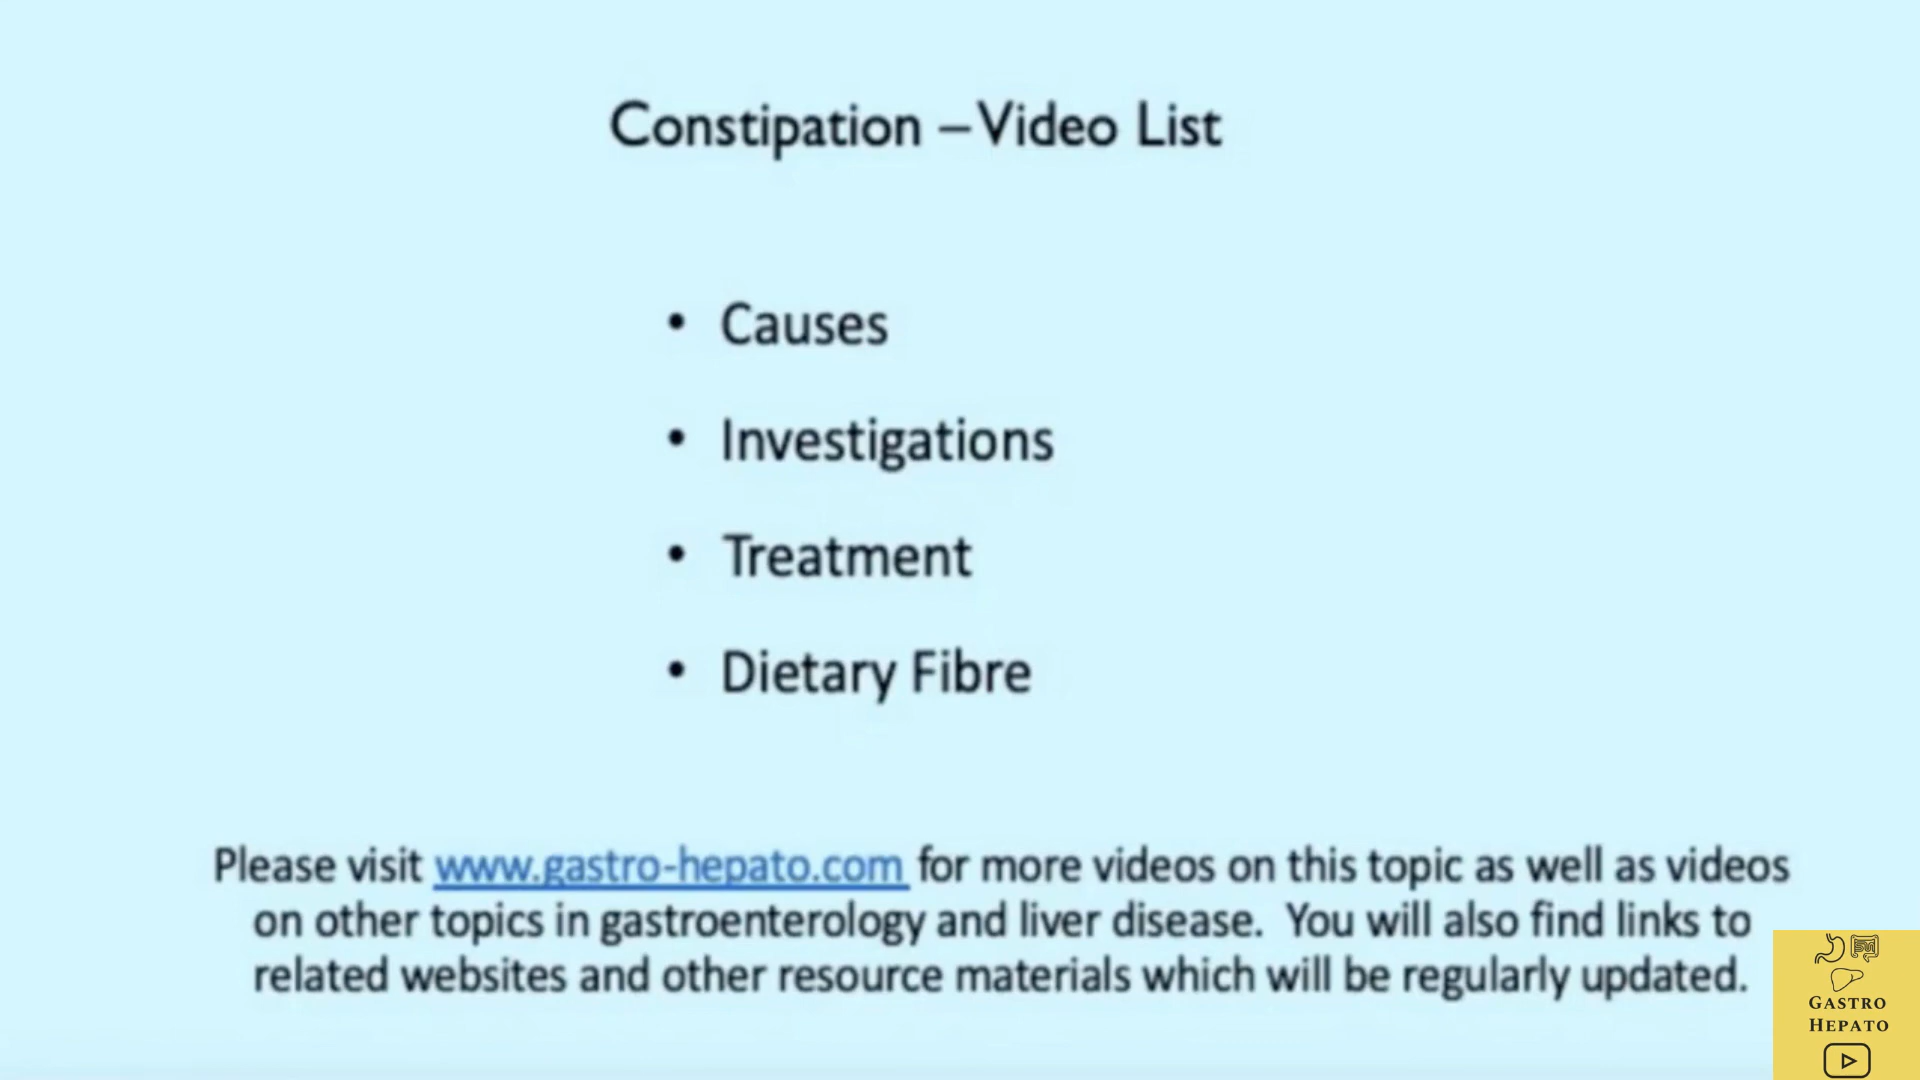 Constipation – Video List
• Causes
• Investigations
• Treatment
• Dietary Fibre
Please visit www.gastro-hepato.com for more videos on this topic as well as videos
on other topics in gastroenterology and liver disease.  You will also find links to
related websites and other resource materials which will be regularly updated.
GASTRO
HEPATO